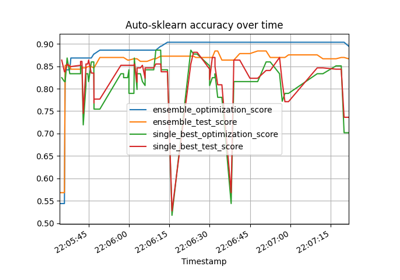 Auto-sklearn accuracy over time
0.90
0.85
0.80
0.75
0.70
0.65
0.60
0.55
0.50
ensemble_optimization_score
ensemble_test_score
single_best_optimization_score
single_best_test_score
22:05:45
22:06:00
22:06:15
22:06:30
22:06:45
22:07:00
22:07:15
Timestamp